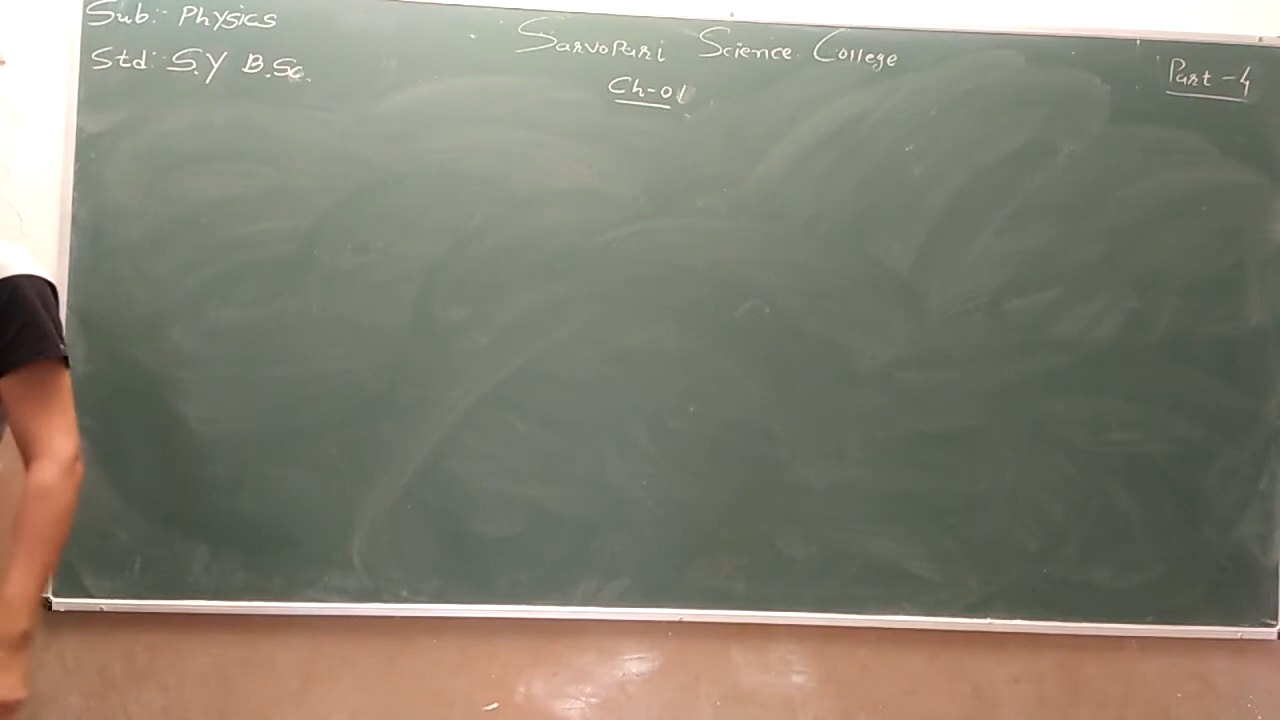 Sub:- Physics
Std:- S.Y B.Sc.
Sarvopari Science College
Ch-01
Part-4